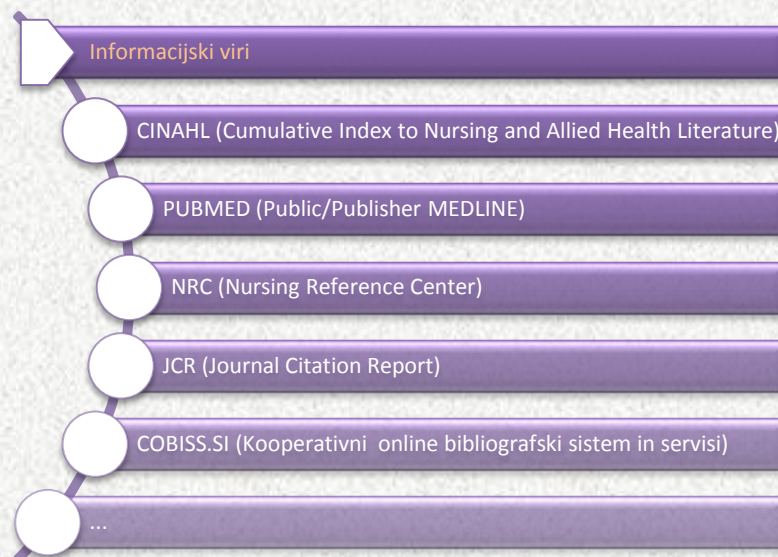 Informacijski viri
CINAHL (Cumulative Index to Nursing and Allied Health Literature)
PUBMED (Public/Publisher MEDLINE)
NRC (Nursing Reference Center)
JCR (Journal Citation Report)
COBISS.SI (Kooperativni  online bibliografski sistem in servisi)
...